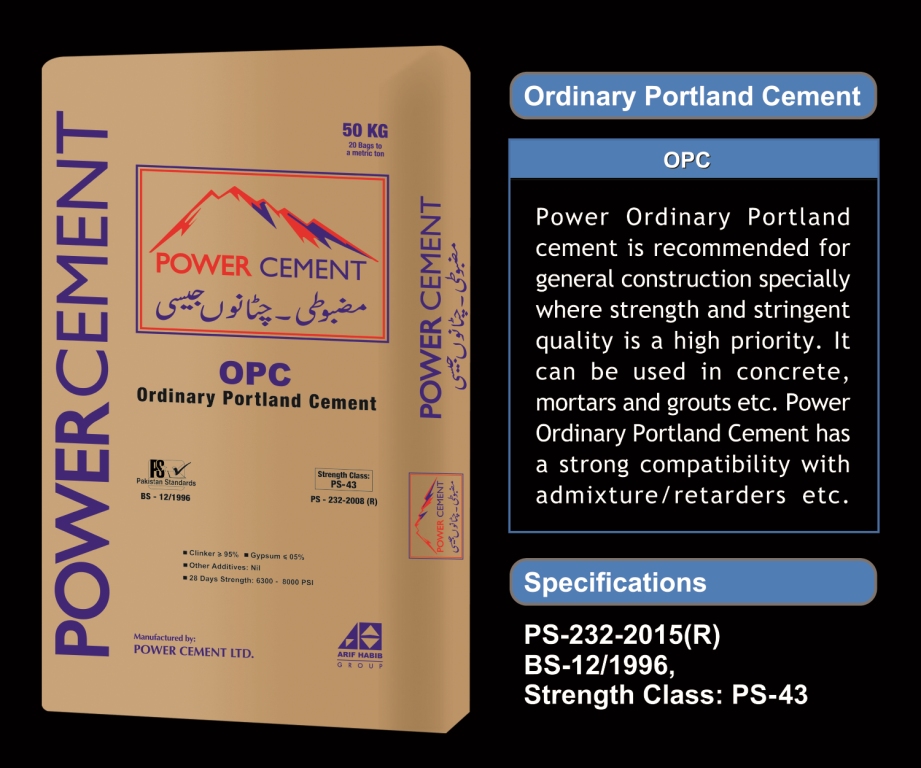 POWER CEMENT
50 KG
20 Bags to
a metric ton
POWER CEMENT
مضبوطی ۔ چٹانوں جیسی
OPC
Ordinary Portland Cement
PS
Pakistan Standards
BS - 12/1996
Strength Class:
PS-43
PS - 232-2008 (R)
■ Clinker ≥ 95% ■ Gypsum ≤ 05%
■ Other Additives: Nil
■ 28 Days Strength: 6300 - 8000 PSI
Manufactured by:
POWER CEMENT LTD.
ARIF HABIB
GROUP
POWER CEMENT
مضبوطی ۔ چٹانوں جیسی
POWER CEMENT
مضبوطی ۔ چٹانوں جیسی
Ordinary Portland Cement
OPC
Power Ordinary Portland
cement is recommended for
general construction specially
where strength and stringent
quality is a high priority. It
can be used in concrete,
mortars and grouts etc. Power
Ordinary Portland Cement has
a strong compatibility with
admixture/retarders etc.
Specifications
PS-232-2015(R)
BS-12/1996,
Strength Class: PS-43